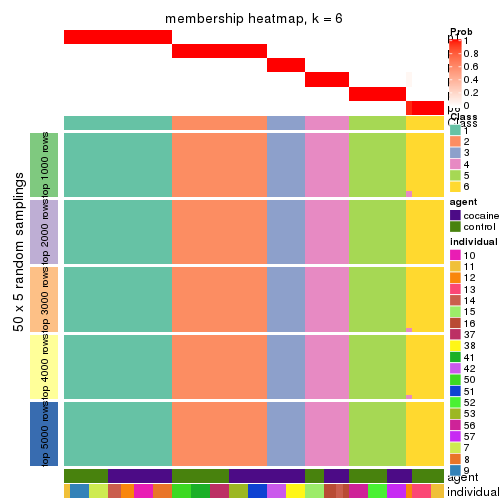 membership heatmap, k = 6
50 x 5 random samplings
top 1000 rows
top 2000 rows
top 3000 rows
top 4000 rows
top 5000 rows
p1
Class
agent
individual
Prob
1
0.8
0.6
0.4
0.2
0
Class
1
2
3
4
5
6
agent
cocaine
control
individual
10
11
12
13
14
15
16
37
38
41
42
50
51
52
53
56
57
7
8
9